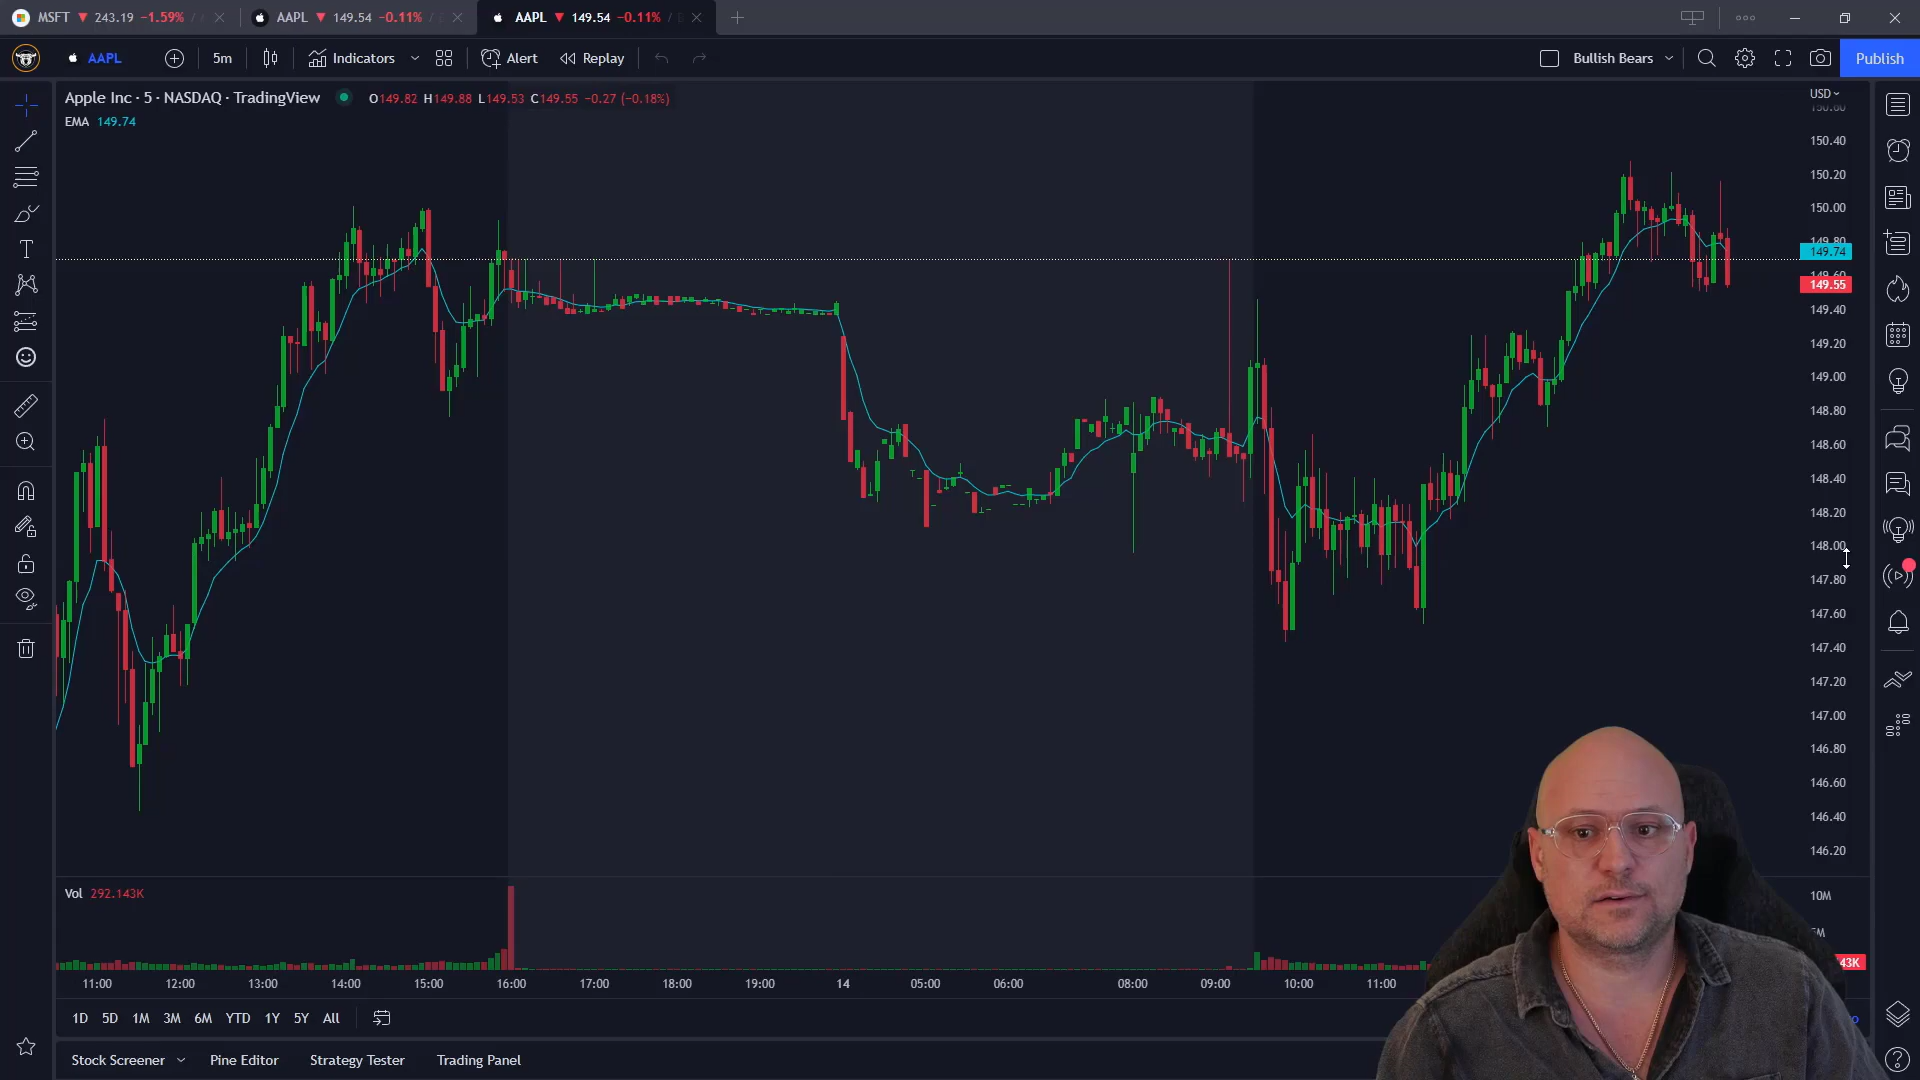 MSFT ▼ 243.19 −1.59% /
AAPL ▼ 149.54 −0.11% /
AAPL ▼ 149.54 −0.11% /
AAPL
5m
Indicators
Alert
Replay
Bullish Bears
Publish
Apple Inc · 5 · NASDAQ · TradingView
O149.82 H149.88 L149.53 C149.55 −0.27 (−0.18%)
EMA 149.74
USD
150.60
150.40
150.20
150.00
149.80
149.74
149.60
149.55
149.40
149.20
149.00
148.80
148.60
148.40
148.20
148.00
147.80
147.60
147.40
147.20
147.00
146.80
146.60
146.40
146.20
Vol 292.143K
10M
5M
43K
11:00 12:00 13:00 14:00 15:00 16:00 17:00 18:00 19:00 14 05:00 06:00 08:00 09:00 10:00 11:00
1D 5D 1M 3M 6M YTD 1Y 5Y All
Stock Screener
Pine Editor
Strategy Tester
Trading Panel